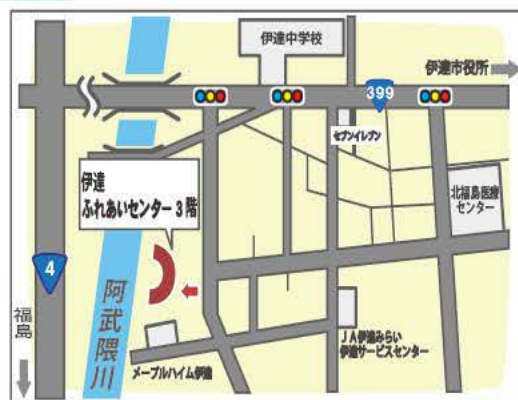 伊達中学校
伊達市役所
399
セブンイレブン
伊達
ふれあいセンター3階
北福島医療
センター
4
阿武隈川
福島
JA伊達みらい
伊達サービスセンター
メープルハイム伊達